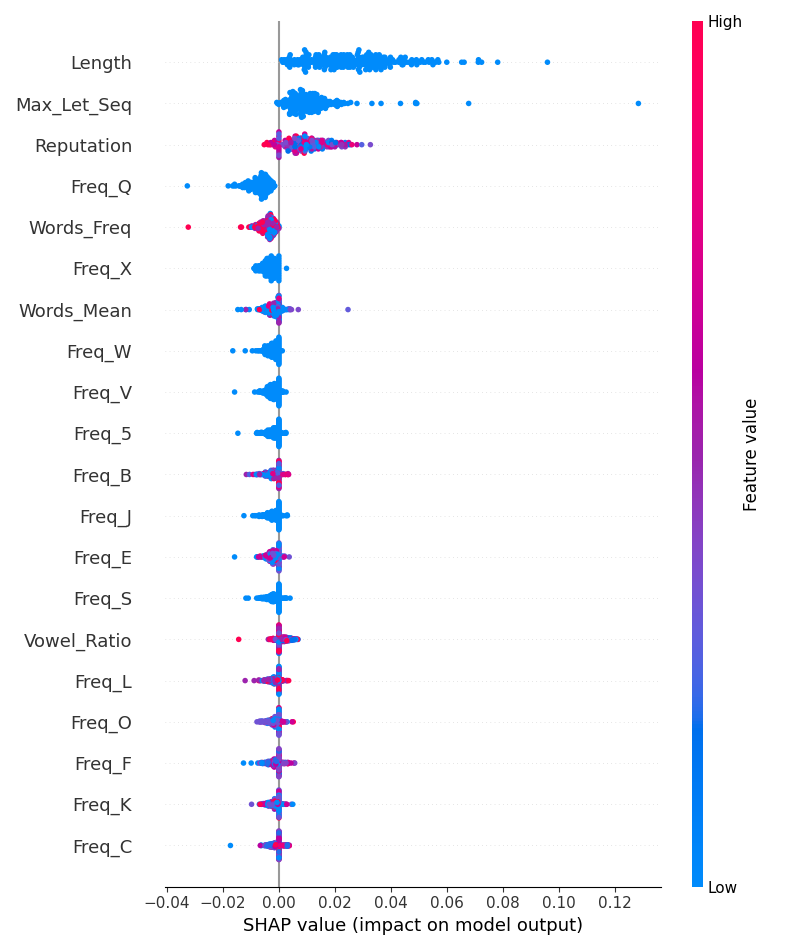 High
Length
Max_Let_Seq
Reputation
Freq_Q
Words_Freq
Freq_X
Words_Mean
Freq_W
Freq_V
Freq_5
Freq_B
Freq_J
Freq_E
Freq_S
Vowel_Ratio
Freq_L
Freq_O
Freq_F
Freq_K
Freq_C
Feature value
Low
−0.04 −0.02 0.00 0.02 0.04 0.06 0.08 0.10 0.12
SHAP value (impact on model output)